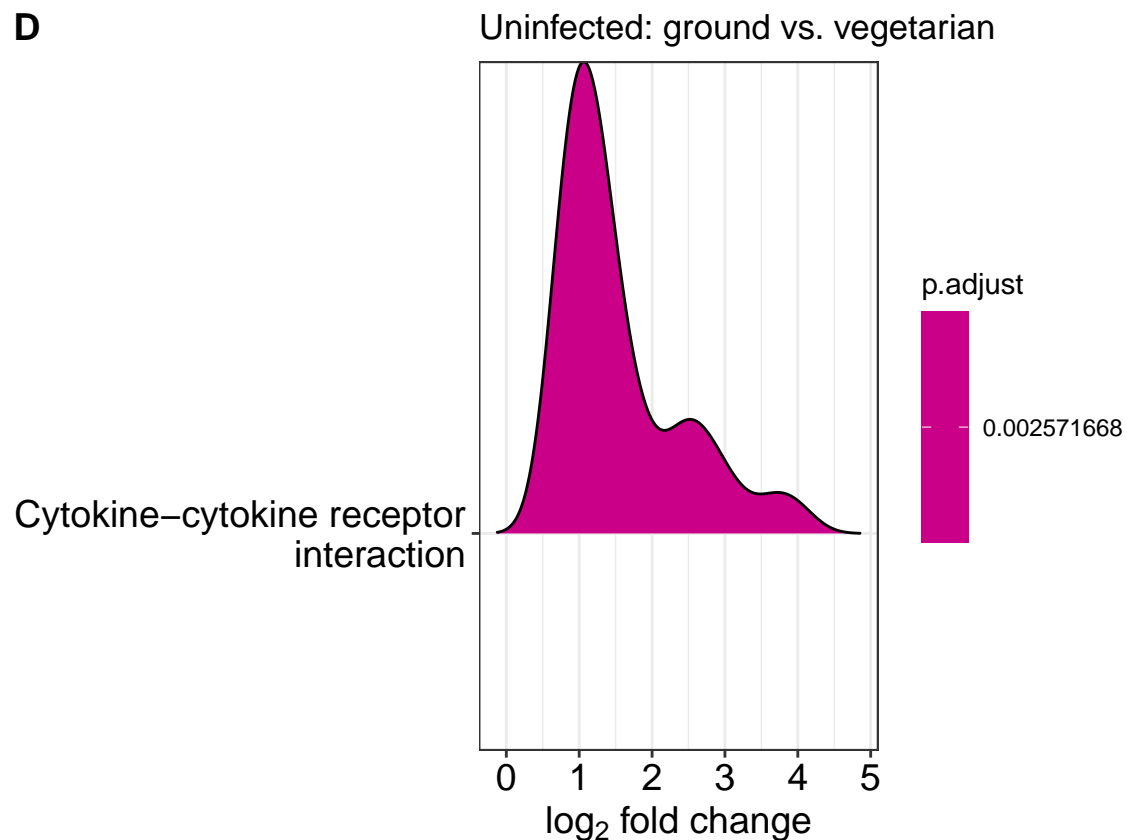 D
Uninfected: ground vs. vegetarian
p.adjust
0.002571668
Cytokine−cytokine receptor
interaction
0 1 2 3 4 5
log₂ fold change